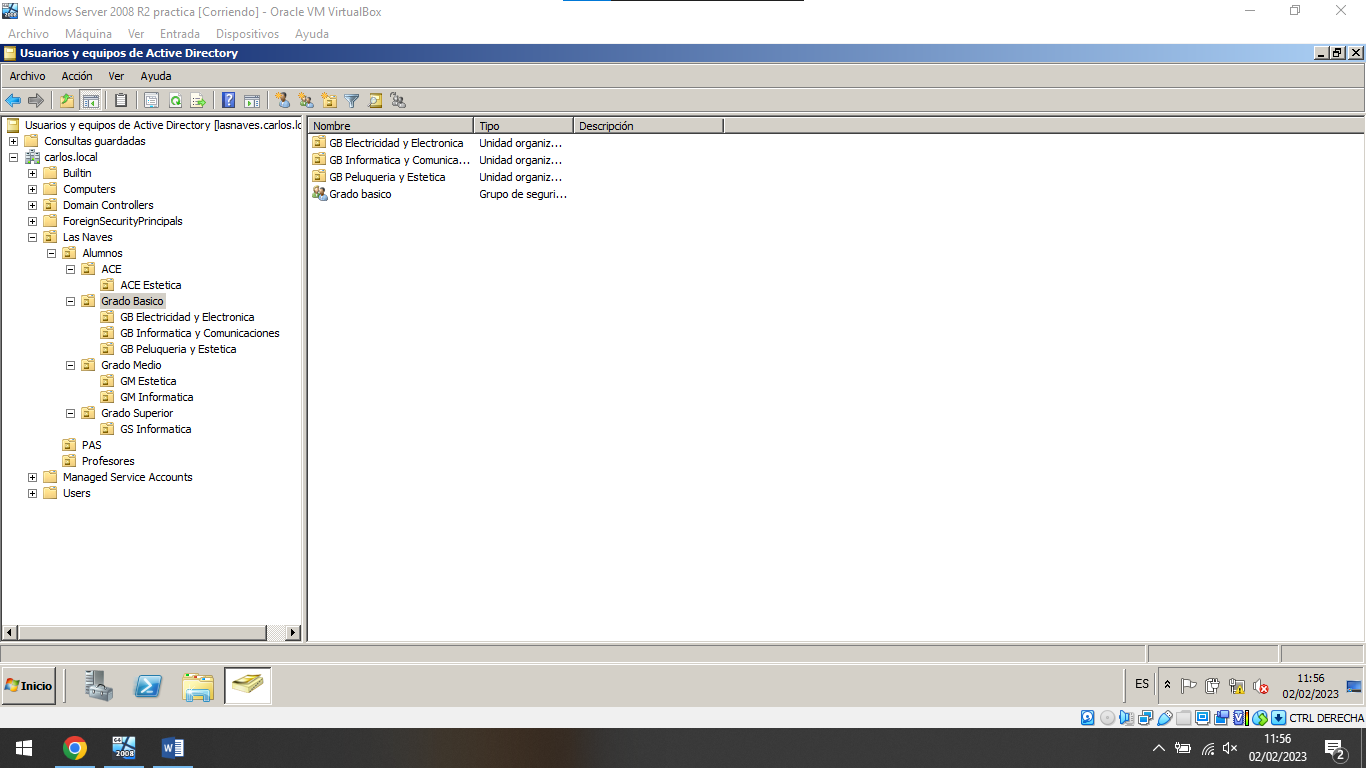 Windows Server 2008 R2 practica [Corriendo] - Oracle VM VirtualBox
Archivo Máquina Ver Entrada Dispositivos Ayuda
Usuarios y equipos de Active Directory
Archivo Acción Ver Ayuda
Usuarios y equipos de Active Directory [lasnaves.carlos.lc
Consultas guardadas
carlos.local
Builtin
Computers
Domain Controllers
ForeignSecurityPrincipals
Las Naves
Alumnos
ACE
ACE Estetica
Grado Basico
GB Electricidad y Electronica
GB Informatica y Comunicaciones
GB Peluqueria y Estetica
Grado Medio
GM Estetica
GM Informatica
Grado Superior
GS Informatica
PAS
Profesores
Managed Service Accounts
Users
Nombre Tipo Descripción
GB Electricidad y Electronica Unidad organiz...
GB Informatica y Comunica... Unidad organiz...
GB Peluqueria y Estetica Unidad organiz...
Grado basico Grupo de seguri...
Inicio
ES
11:56
02/02/2023
CTRL DERECHA
2008
11:56
02/02/2023
2